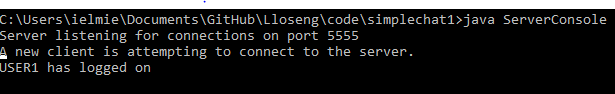 C:\Users\ielmie\Documents\GitHub\Lloseng\code\simplechat1>java ServerConsole
Server listening for connections on port 5555
A new client is attempting to connect to the server.
USER1 has logged on